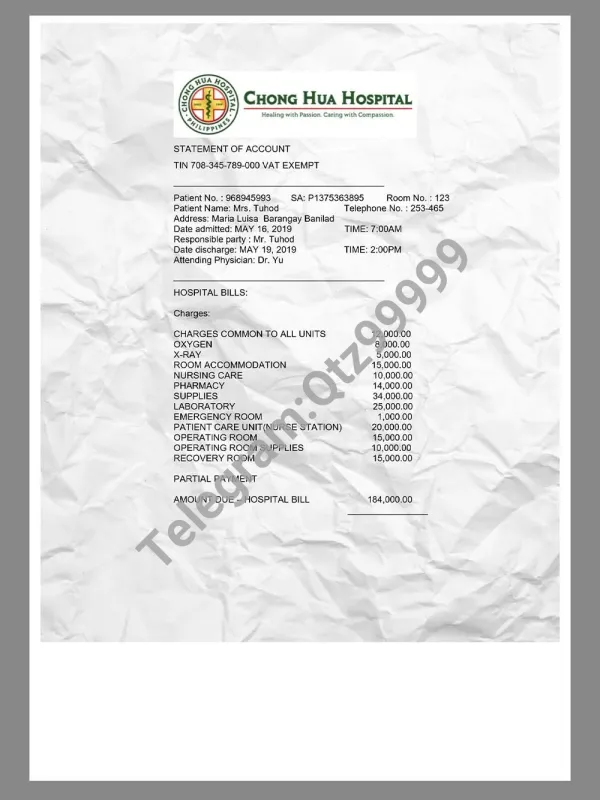 CHONG HUA HOSPITAL
PHILIPPINES
CHONG HUA HOSPITAL
Healing with Passion. Caring with Compassion.
STATEMENT OF ACCOUNT
TIN 708-345-789-000 VAT EXEMPT
Patient No. : 968945993 SA: P1375363895 Room No. : 123
Patient Name: Mrs. Tuhod Telephone No. : 253-465
Address: Maria Luisa Barangay Banilad
Date admitted: MAY 16, 2019 TIME: 7:00AM
Responsible party : Mr. Tuhod
Date discharge: MAY 19, 2019 TIME: 2:00PM
Attending Physician: Dr. Yu
HOSPITAL BILLS:
Charges:
CHARGES COMMON TO ALL UNITS 12,000.00
OXYGEN 8,000.00
X-RAY 5,000.00
ROOM ACCOMMODATION 15,000.00
NURSING CARE 10,000.00
PHARMACY 14,000.00
SUPPLIES 34,000.00
LABORATORY 25,000.00
EMERGENCY ROOM 1,000.00
PATIENT CARE UNIT(NURSE STATION) 20,000.00
OPERATING ROOM 15,000.00
OPERATING ROOM SUPPLIES 10,000.00
RECOVERY ROOM 15,000.00
PARTIAL PAYMENT
AMOUNT DUE – HOSPITAL BILL 184,000.00
Telegram:Qtz99999